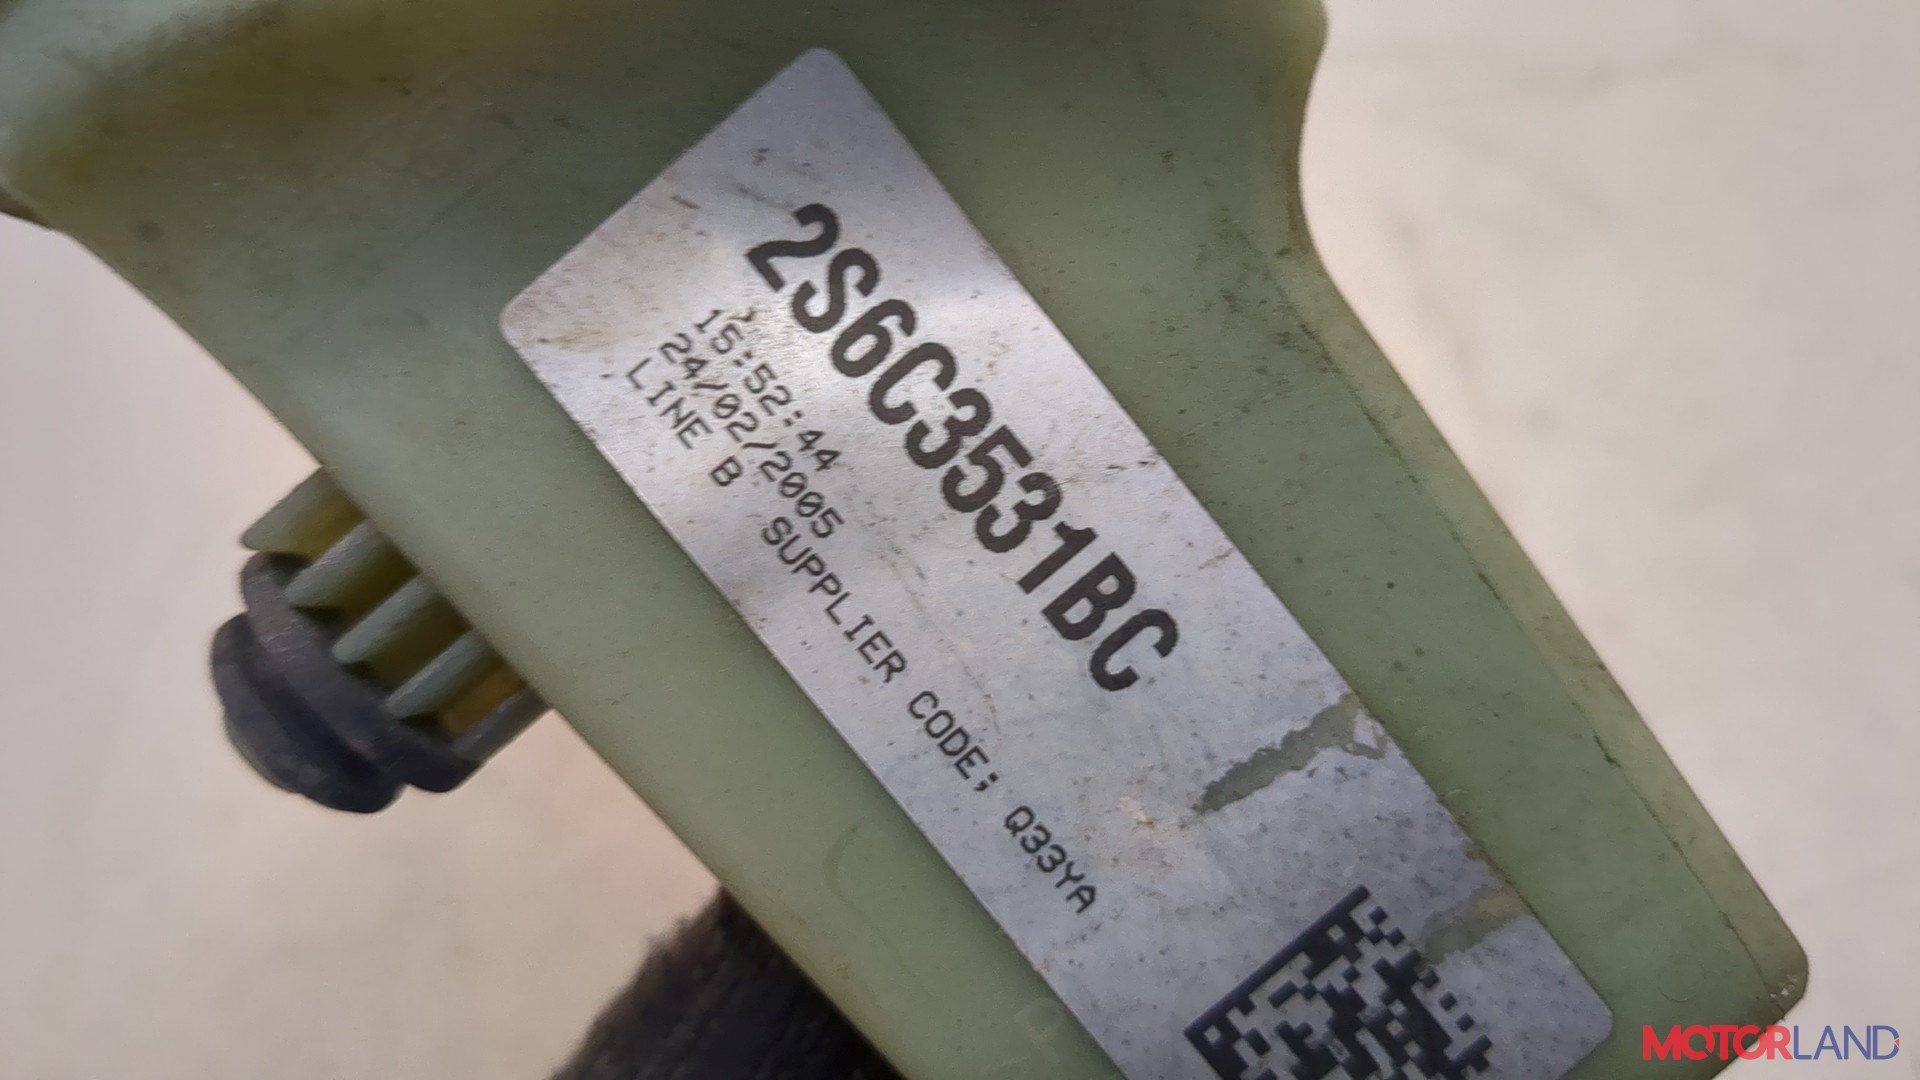 2S6C3531BC
15:52:44
24/02/2005
LINE B SUPPLIER CODE; Q33YA
MOTORLAND